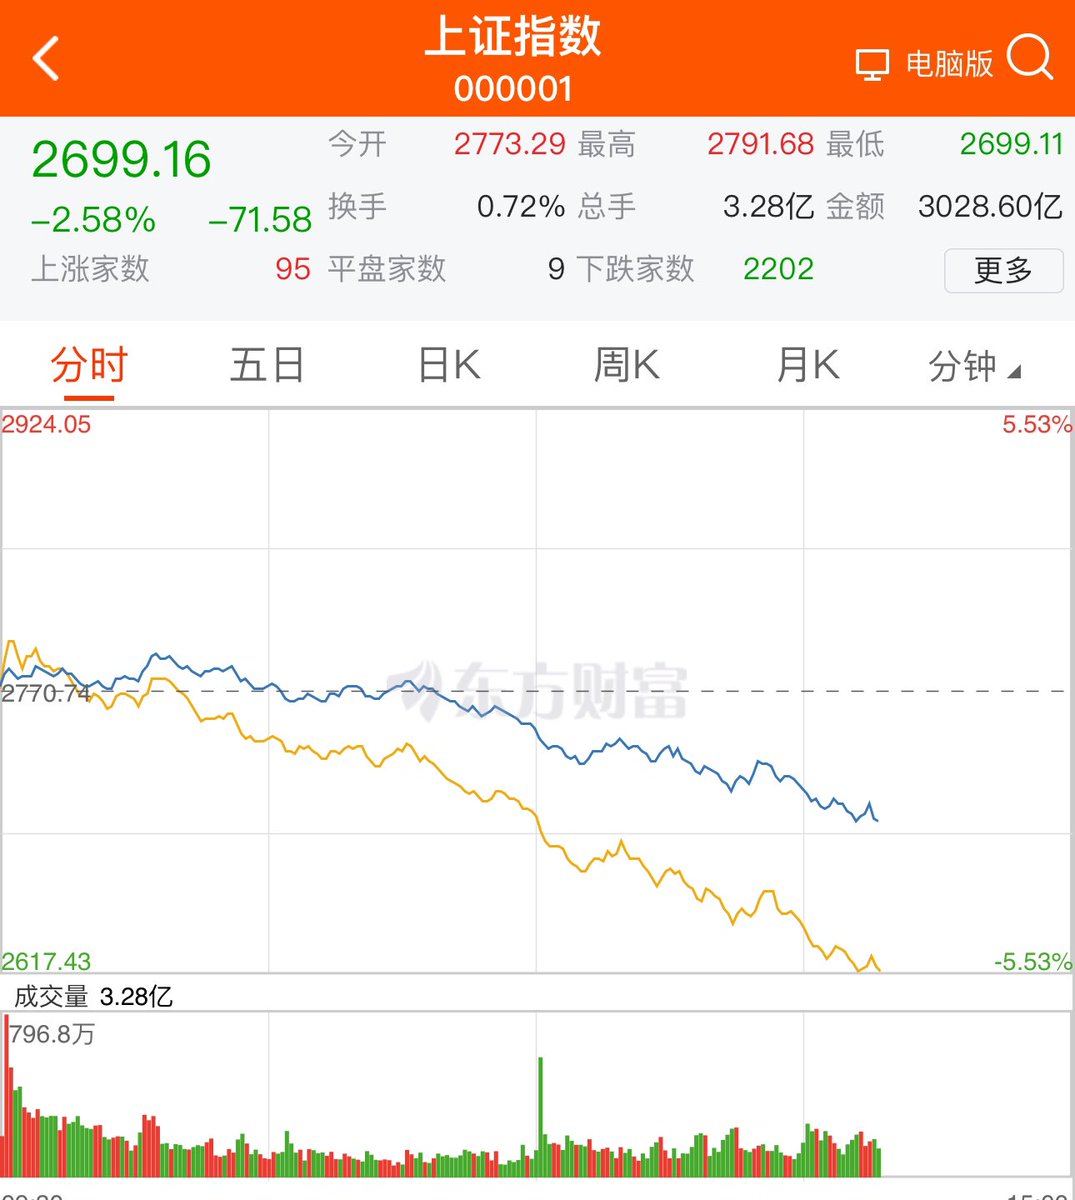 上证指数
000001
电脑版
2699.16
今开 2773.29 最高 2791.68 最低 2699.11
-2.58% -71.58
换手 0.72% 总手 3.28亿 金额 3028.60亿
上涨家数 95 平盘家数 9 下跌家数 2202
更多
分时 五日 日K 周K 月K 分钟
2924.05 5.53%
2770.74
东方财富
2617.43 -5.53%
成交量 3.28亿
796.8万